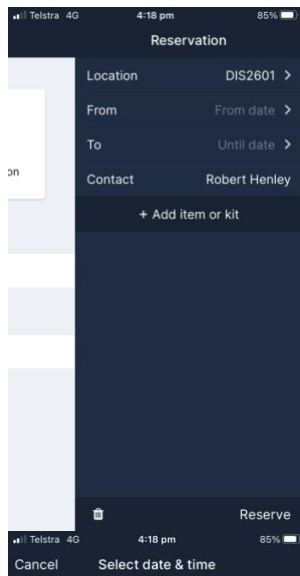 Telstra 4G 4:18 pm 85%
Reservation
Location DIS2601 >
From From date >
To Until date >
on
Contact Robert Henley
+ Add item or kit
Reserve
Telstra 4G 4:18 pm 85%
Cancel Select date & time